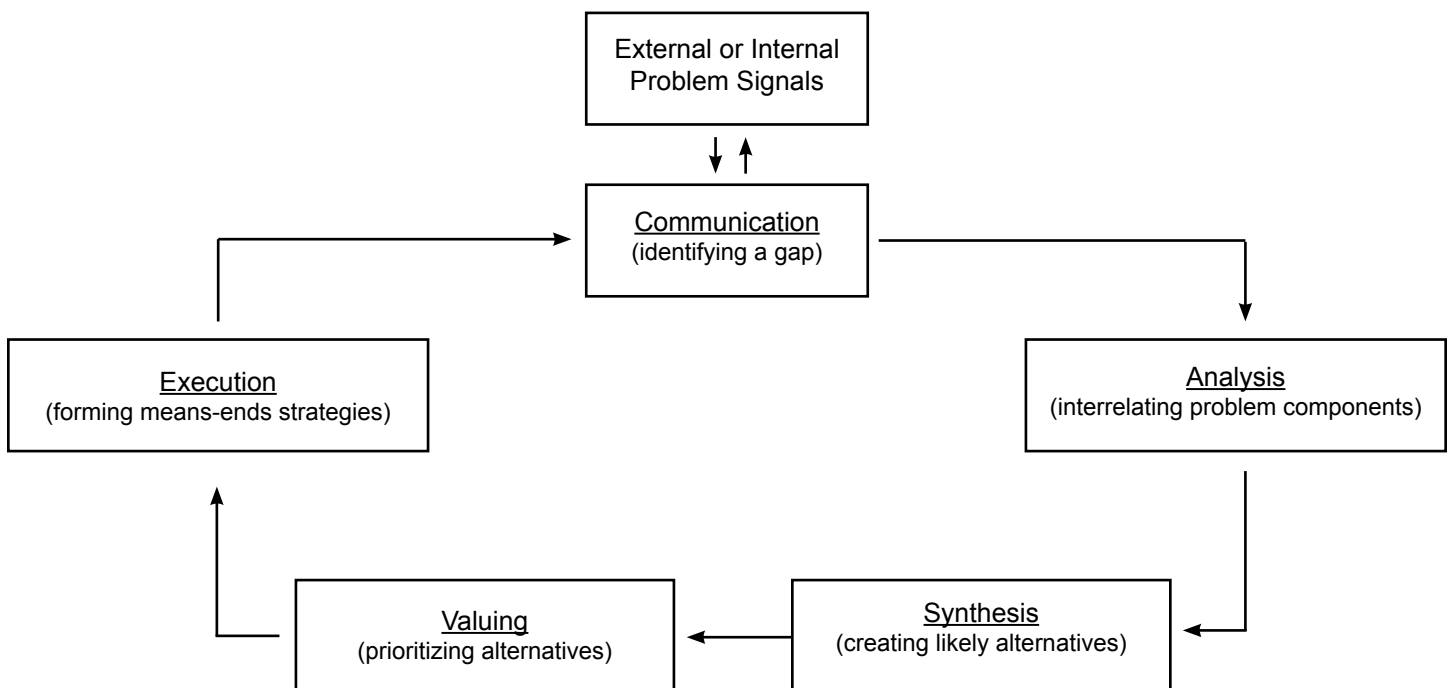 External or Internal
Problem Signals
Communication
(identifying a gap)
Execution
(forming means-ends strategies)
Analysis
(interrelating problem components)
Valuing
(prioritizing alternatives)
Synthesis
(creating likely alternatives)